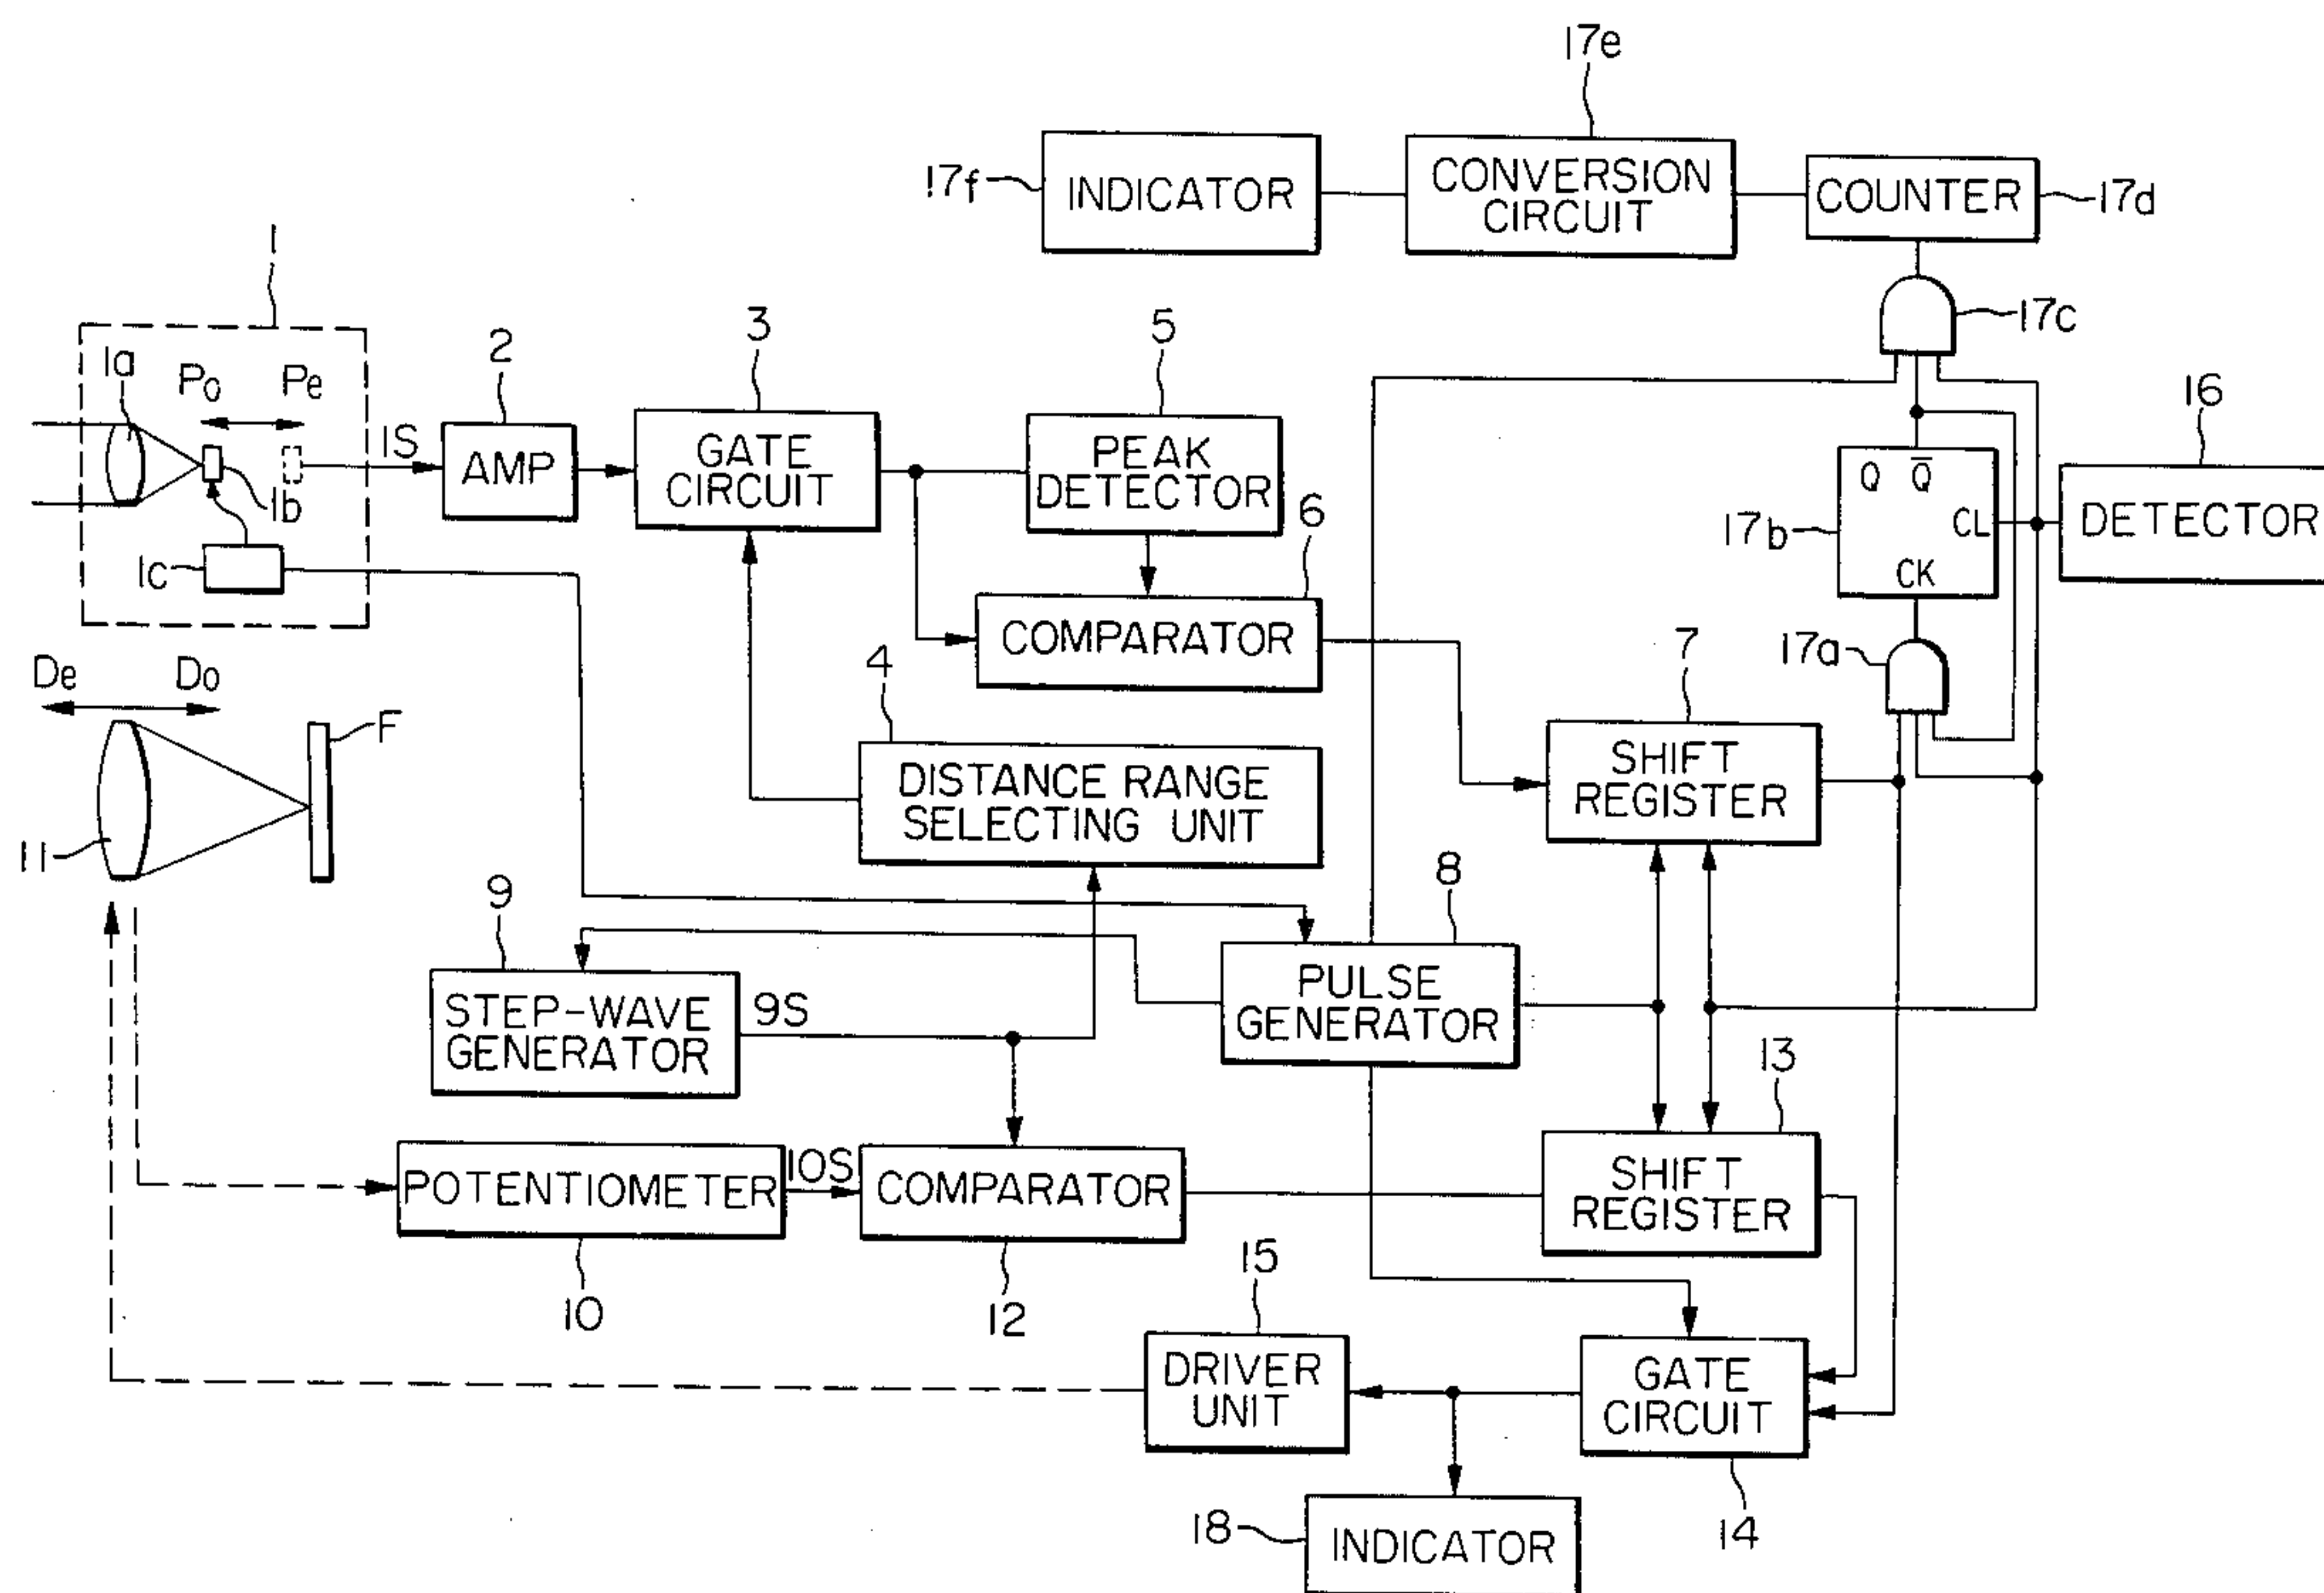 17e
17f
INDICATOR
CONVERSION
CIRCUIT
COUNTER
17d
1
17c
1a
Po
Pe
1S
1b
1c
2
AMP
3
GATE
CIRCUIT
5
PEAK
DETECTOR
6
COMPARATOR
16
DETECTOR
Q
Q̅
CL
CK
17b
17a
De
Do
F
11
4
DISTANCE RANGE
SELECTING UNIT
7
SHIFT
REGISTER
9
STEP-WAVE
GENERATOR
9S
8
PULSE
GENERATOR
13
SHIFT
REGISTER
POTENTIOMETER
10S
COMPARATOR
10
12
15
DRIVER
UNIT
GATE
CIRCUIT
14
18
INDICATOR